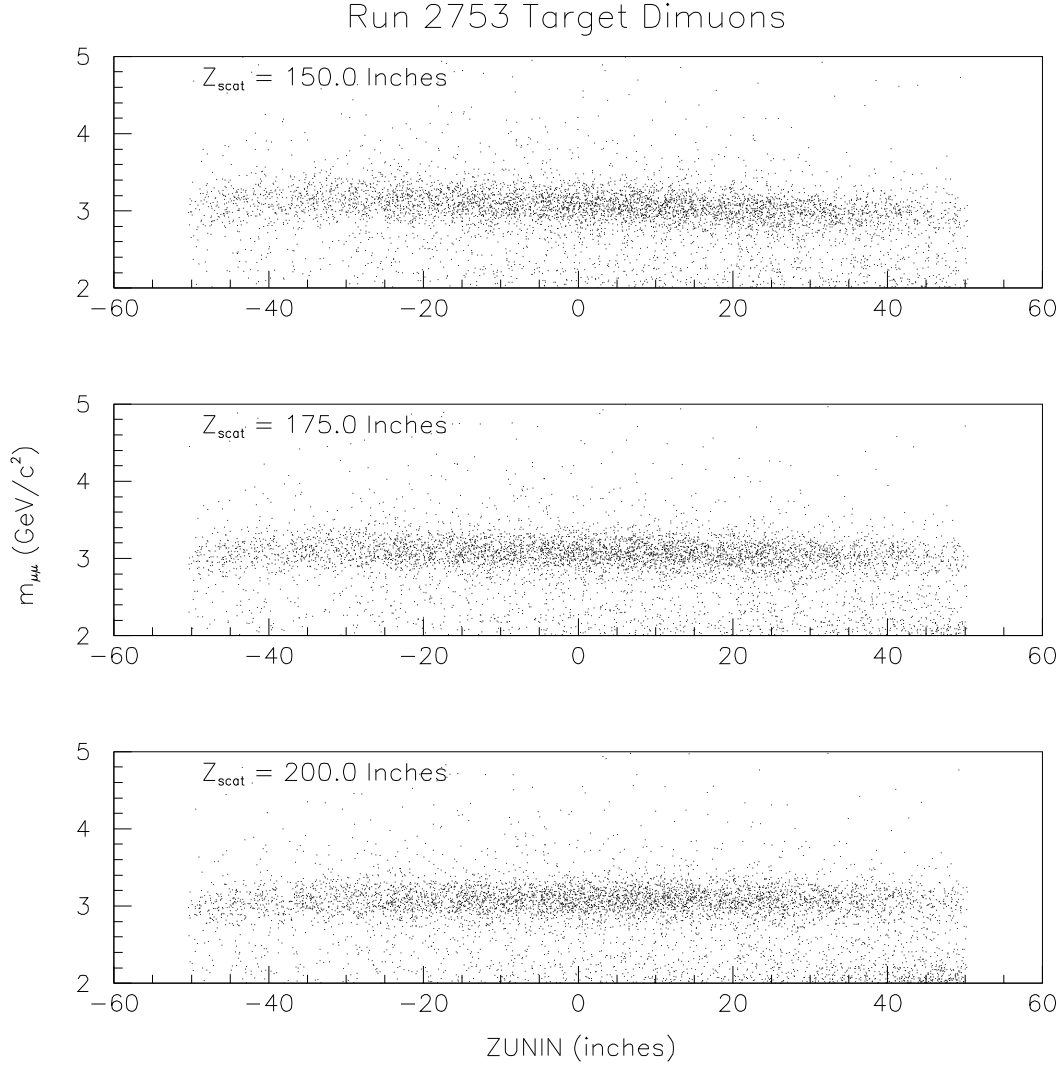 Run 2753 Target Dimuons
5
4
3
2
Z_scat = 150.0 Inches
−60 −40 −20 0 20 40 60
5
4
3
2
Z_scat = 175.0 Inches
−60 −40 −20 0 20 40 60
m_μμ (GeV/c²)
5
4
3
2
Z_scat = 200.0 Inches
−60 −40 −20 0 20 40 60
ZUNIN (inches)